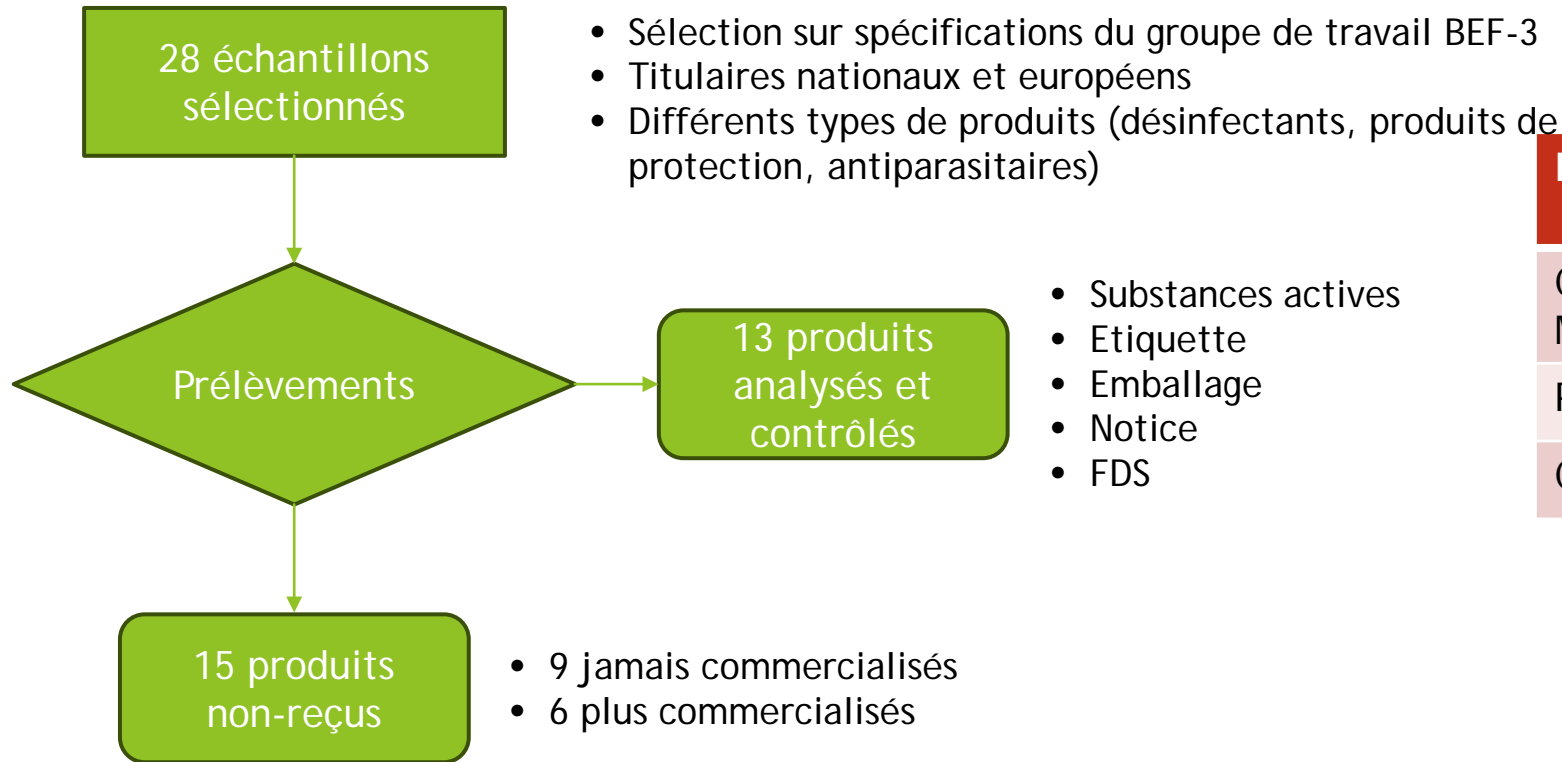 28 échantillons
sélectionnés
• Sélection sur spécifications du groupe de travail BEF-3
• Titulaires nationaux et européens
• Différents types de produits (désinfectants, produits de
protection, antiparasitaires)
Prélèvements
13 produits
analysés et
contrôlés
• Substances actives
• Etiquette
• Emballage
• Notice
• FDS
15 produits
non-reçus
• 9 jamais commercialisés
• 6 plus commercialisés